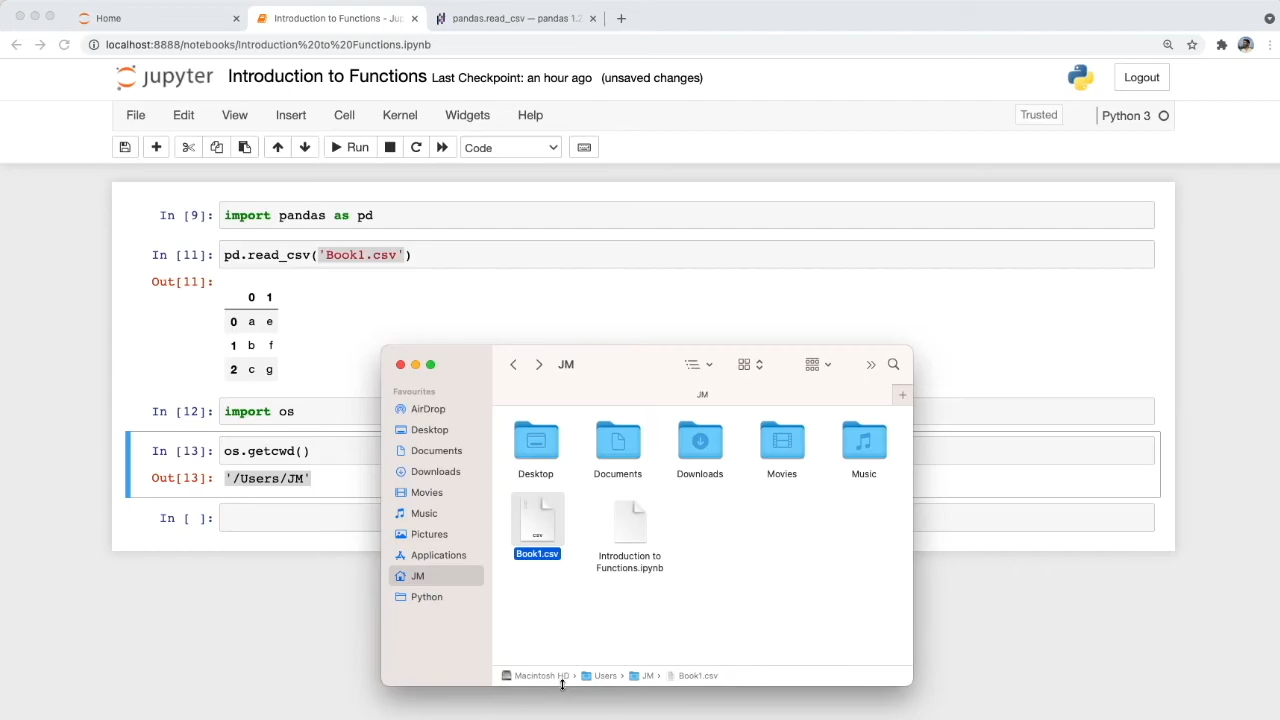 Home
Introduction to Functions - Jup
pandas.read_csv — pandas 1.2
localhost:8888/notebooks/Introduction%20to%20Functions.ipynb
jupyter Introduction to Functions Last Checkpoint: an hour ago (unsaved changes)
Logout
File Edit View Insert Cell Kernel Widgets Help
Trusted
Python 3
Run
Code
In [9]: import pandas as pd
In [11]: pd.read_csv('Book1.csv')
Out[11]:
0 1
0 a e
1 b f
2 c g
In [12]: import os
In [13]: os.getcwd()
Out[13]: '/Users/JM'
In [ ]:
JM
JM
Favourites
AirDrop
Desktop
Documents
Downloads
Movies
Music
Pictures
Applications
JM
Python
Desktop Documents Downloads Movies Music
CSV
Book1.csv
Introduction to
Functions.ipynb
Macintosh HD › Users › JM › Book1.csv